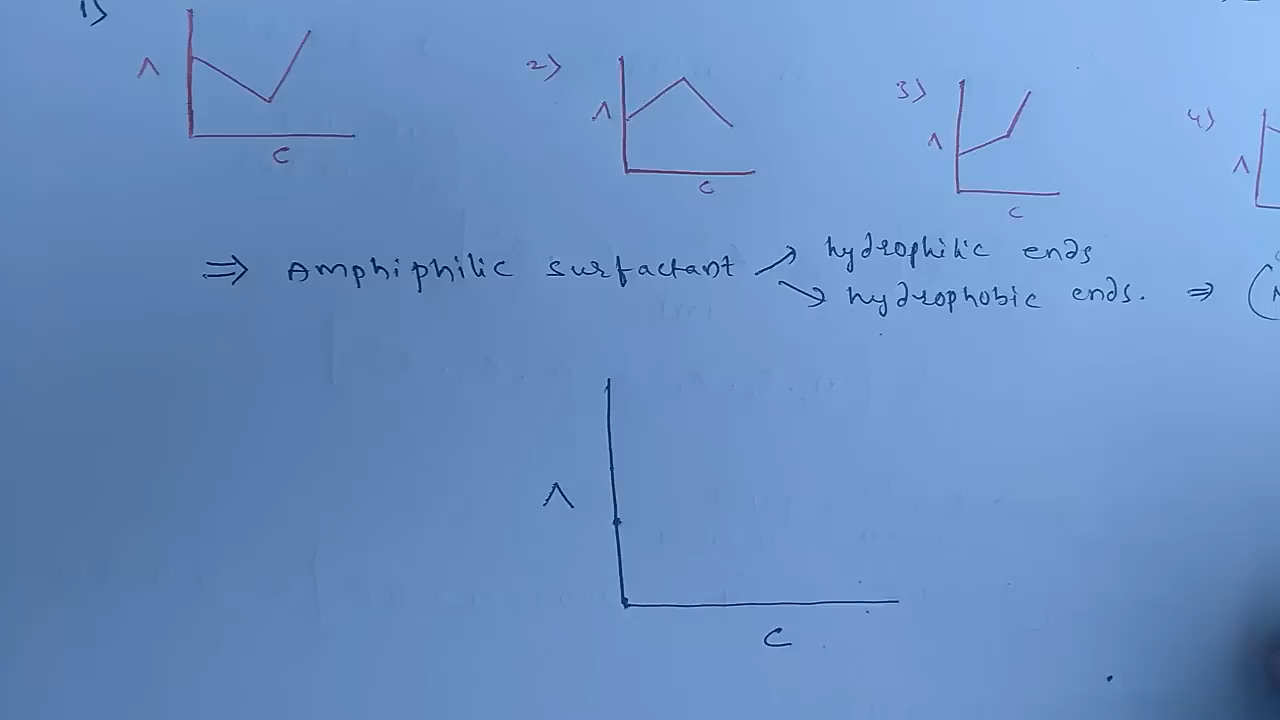 1)
Λ
C
2)
Λ
C
3)
Λ
C
4)
Λ
⇒ Amphiphilic surfactant
hydrophilic ends
hydrophobic ends. ⇒
Λ
C